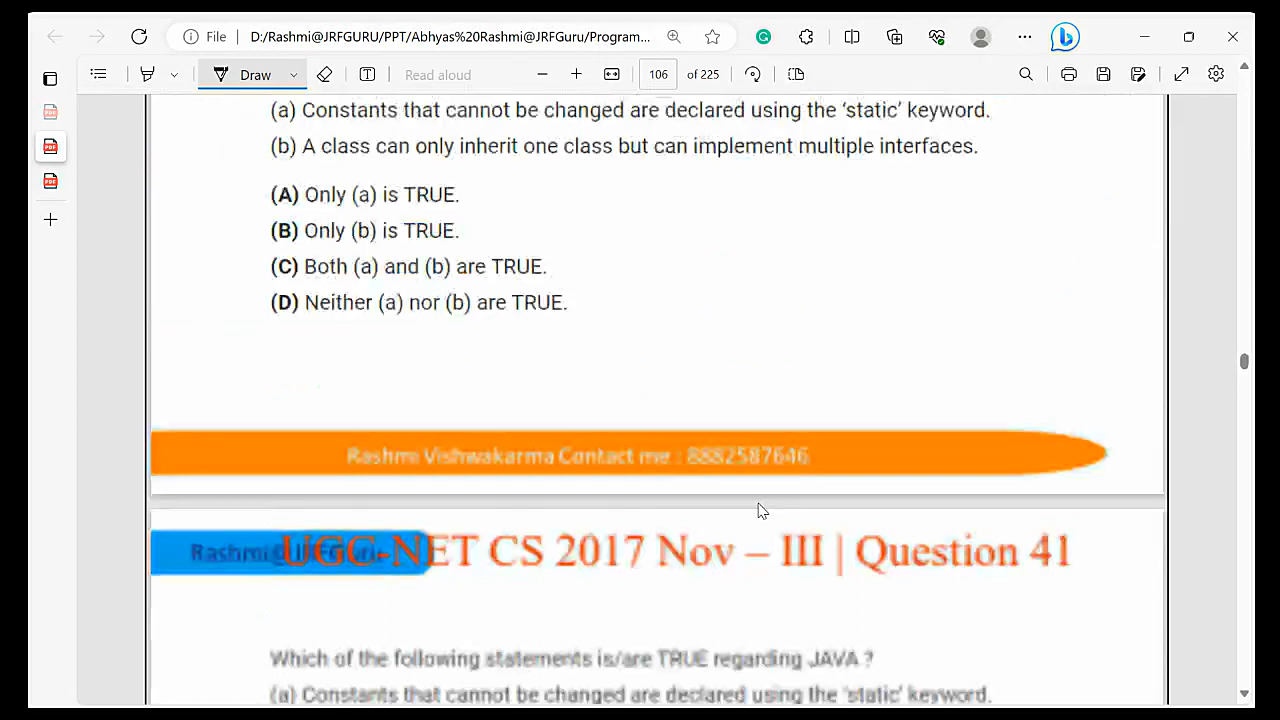 File
D:/Rashmi@JRFGURU/PPT/Abhyas%20Rashmi@JRFGuru/Program...
Draw
Read aloud
106
of 225
(a) Constants that cannot be changed are declared using the ‘static’ keyword.
(b) A class can only inherit one class but can implement multiple interfaces.
(A) Only (a) is TRUE.
(B) Only (b) is TRUE.
(C) Both (a) and (b) are TRUE.
(D) Neither (a) nor (b) are TRUE.
Rashmi Vishwakarma Contact me : 8882587646
Rashmi@JRFGuru
UGC-NET CS 2017 Nov – III | Question 41
Which of the following statements is/are TRUE regarding JAVA ?
(a) Constants that cannot be changed are declared using the ‘static’ keyword.